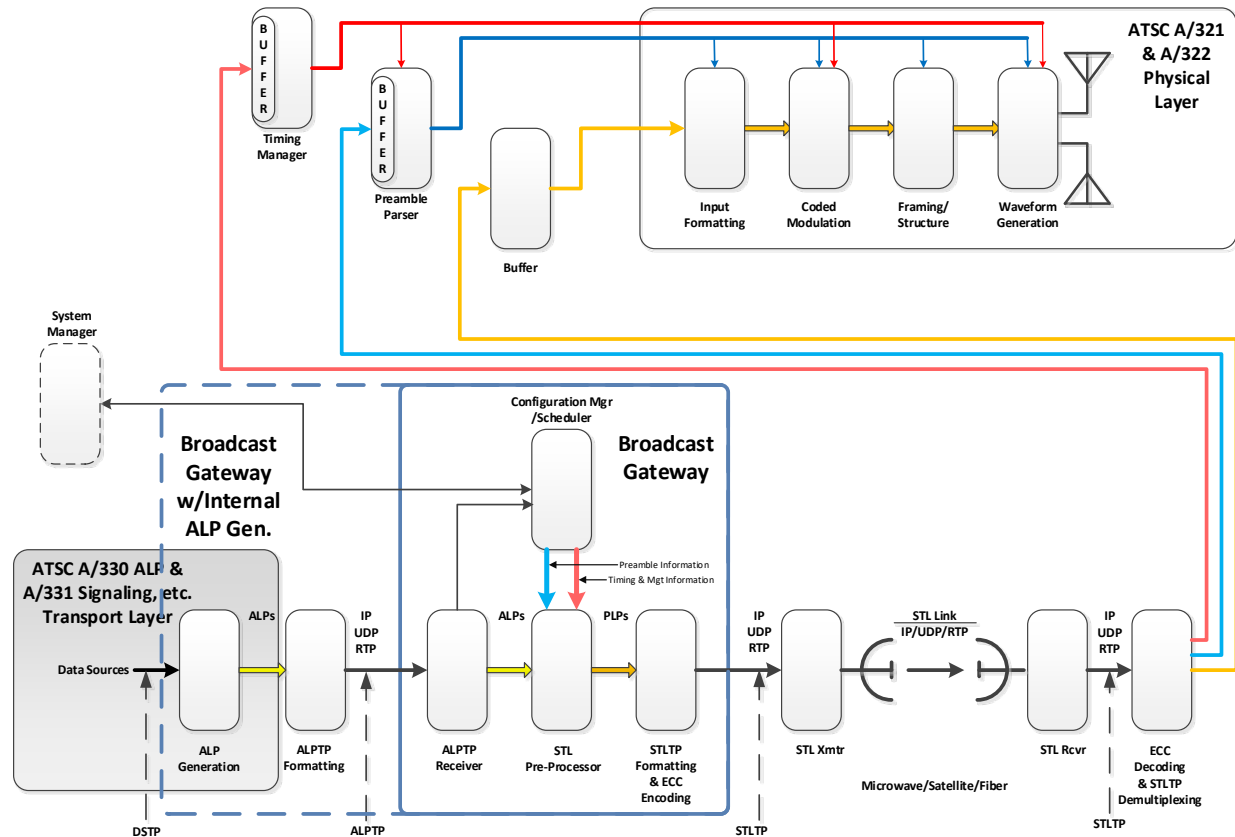 B
U
F
F
E
R
Timing
Manager
B
U
F
F
E
R
Preamble
Parser
Buffer
ATSC A/321
& A/322
Physical
Layer
Input
Formatting
Coded
Modulation
Framing/
Structure
Waveform
Generation
System
Manager
Broadcast
Gateway
w/Internal
ALP Gen.
Configuration Mgr
/Scheduler
Broadcast
Gateway
Preamble Information
Timing & Mgt Information
ATSC A/330 ALP &
A/331 Signaling, etc.
Transport Layer
ALPs
Data Sources
ALP
Generation
ALPTP
Formatting
IP
UDP
RTP
ALPTP
Receiver
ALPs
STL
Pre-Processor
PLPs
STLTP
Formatting
& ECC
Encoding
IP
UDP
RTP
STL Xmtr
STL Link
IP/UDP/RTP
Microwave/Satellite/Fiber
STL Rcvr
IP
UDP
RTP
ECC
Decoding
& STLTP
Demultiplexing
DSTP
ALPTP
STLTP
STLTP